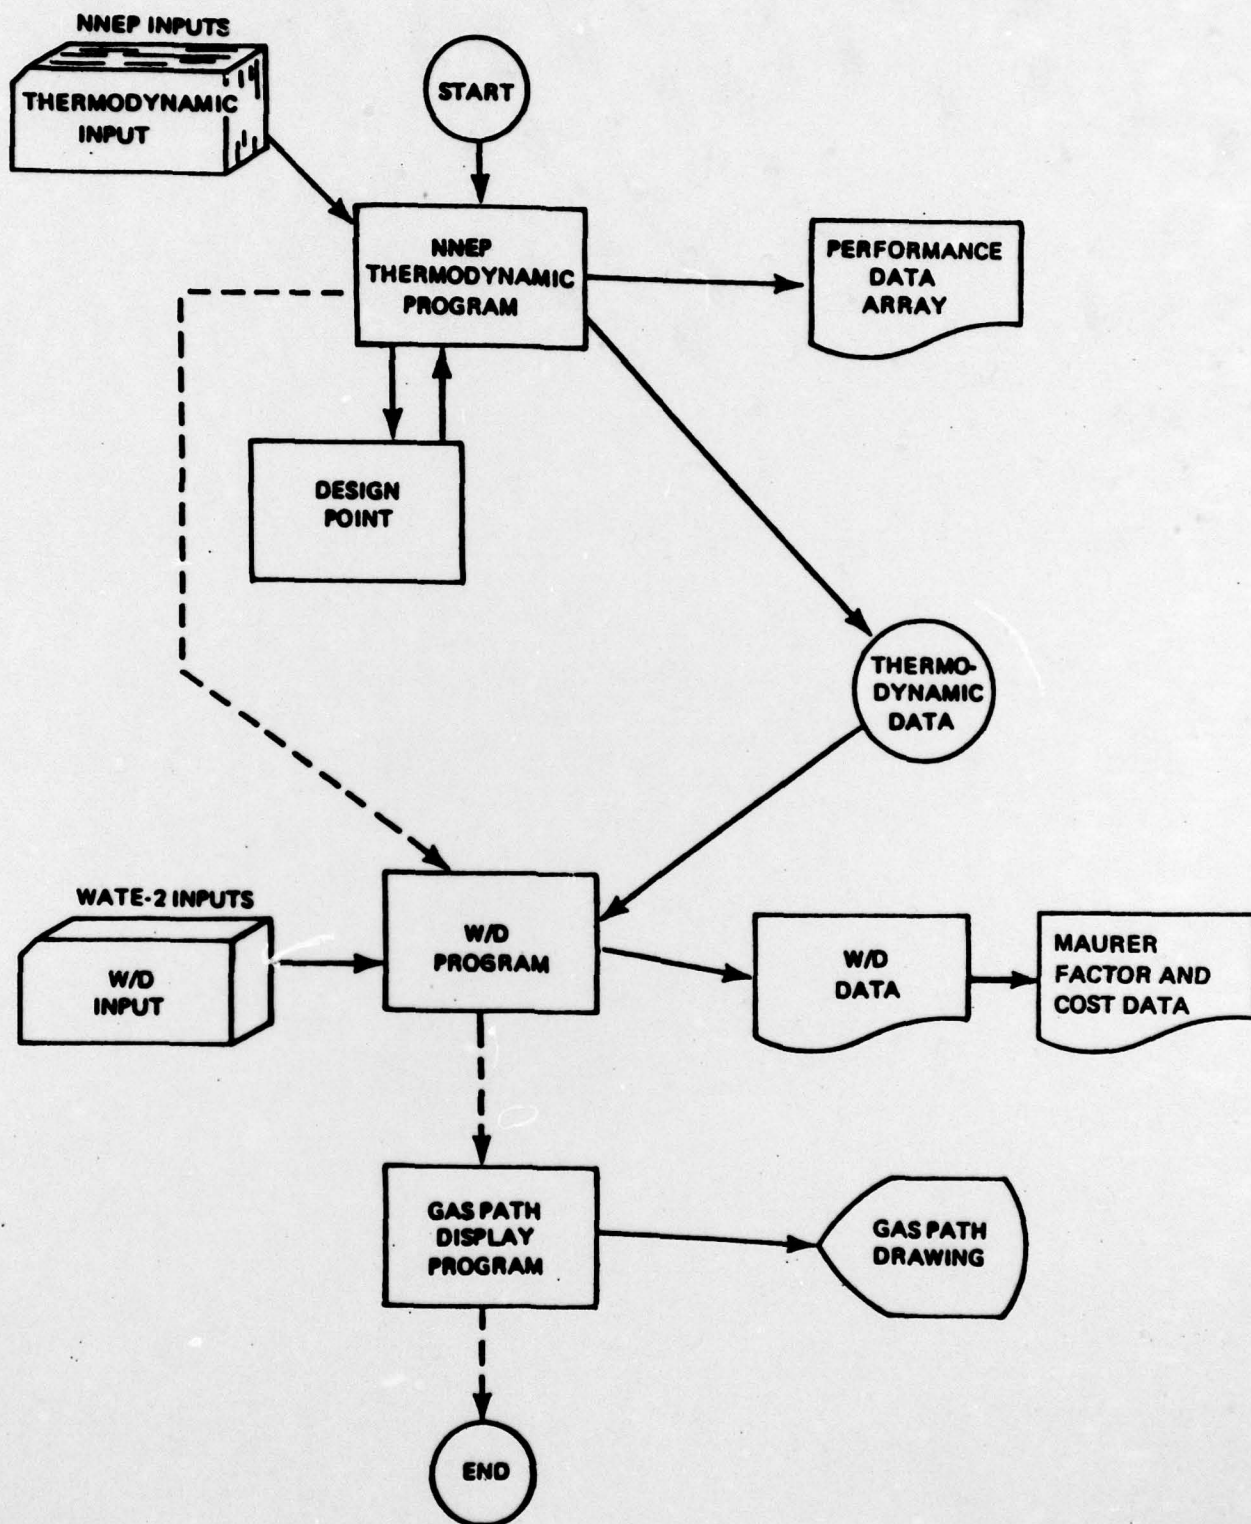 NNEP INPUTS
THERMODYNAMIC
INPUT
START
NNEP
THERMODYNAMIC
PROGRAM
PERFORMANCE
DATA
ARRAY
DESIGN
POINT
THERMO-
DYNAMIC
DATA
WATE-2 INPUTS
W/D
INPUT
W/D
PROGRAM
W/D
DATA
MAURER
FACTOR AND
COST DATA
GAS PATH
DISPLAY
PROGRAM
GAS PATH
DRAWING
END